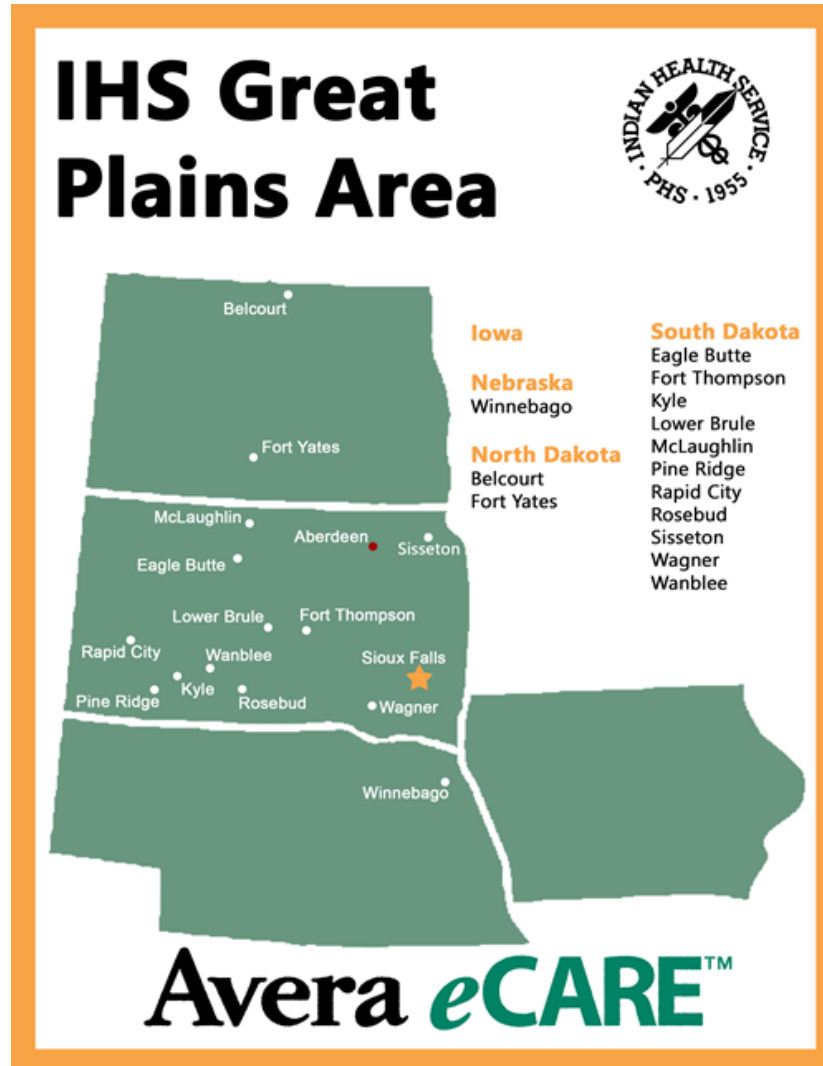 IHS Great
Plains Area
INDIAN HEALTH SERVICE
· PHS · 1955 ·
Belcourt
Fort Yates
McLaughlin
Aberdeen
Sisseton
Eagle Butte
Lower Brule
Fort Thompson
Rapid City
Wanblee
Sioux Falls
Pine Ridge
Kyle
Rosebud
Wagner
Winnebago
Iowa
Nebraska
Winnebago
North Dakota
Belcourt
Fort Yates
South Dakota
Eagle Butte
Fort Thompson
Kyle
Lower Brule
McLaughlin
Pine Ridge
Rapid City
Rosebud
Sisseton
Wagner
Wanblee
Avera eCARE™